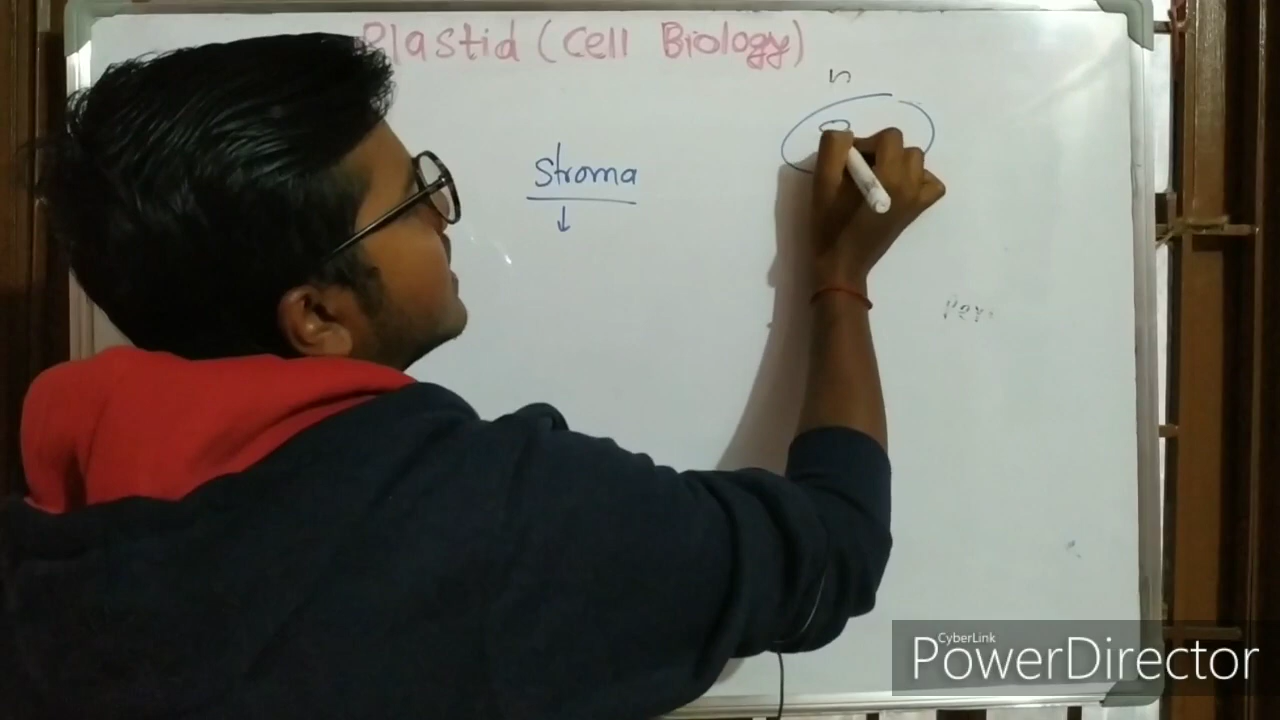 Plastid (Cell Biology)
Stroma
CyberLink
PowerDirector